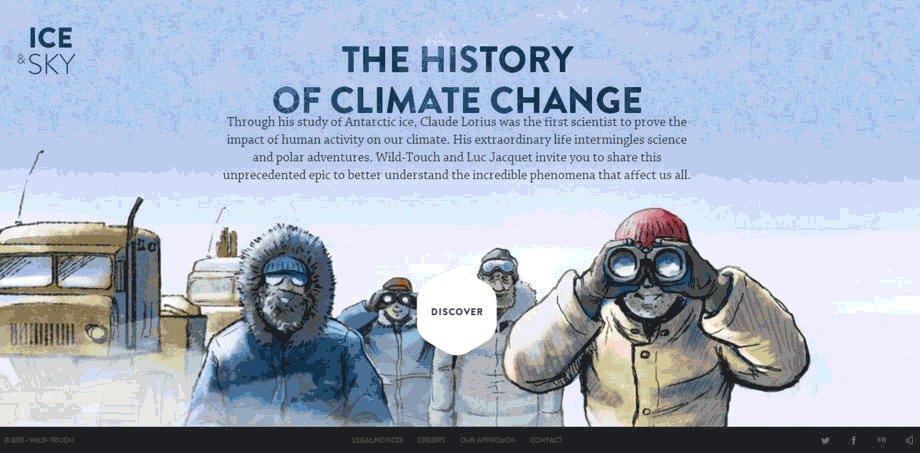 ICE
& SKY
THE HISTORY
OF CLIMATE CHANGE
Through his study of Antarctic ice, Claude Lorius was the first scientist to prove the
impact of human activity on our climate. His extraordinary life intermingles science
and polar adventures. Wild-Touch and Luc Jacquet invite you to share this
unprecedented epic to better understand the incredible phenomena that affect us all.
DISCOVER
WILD-TOUCH LEGAL NOTICES CREDITS OUR APPROACH CONTACT EN